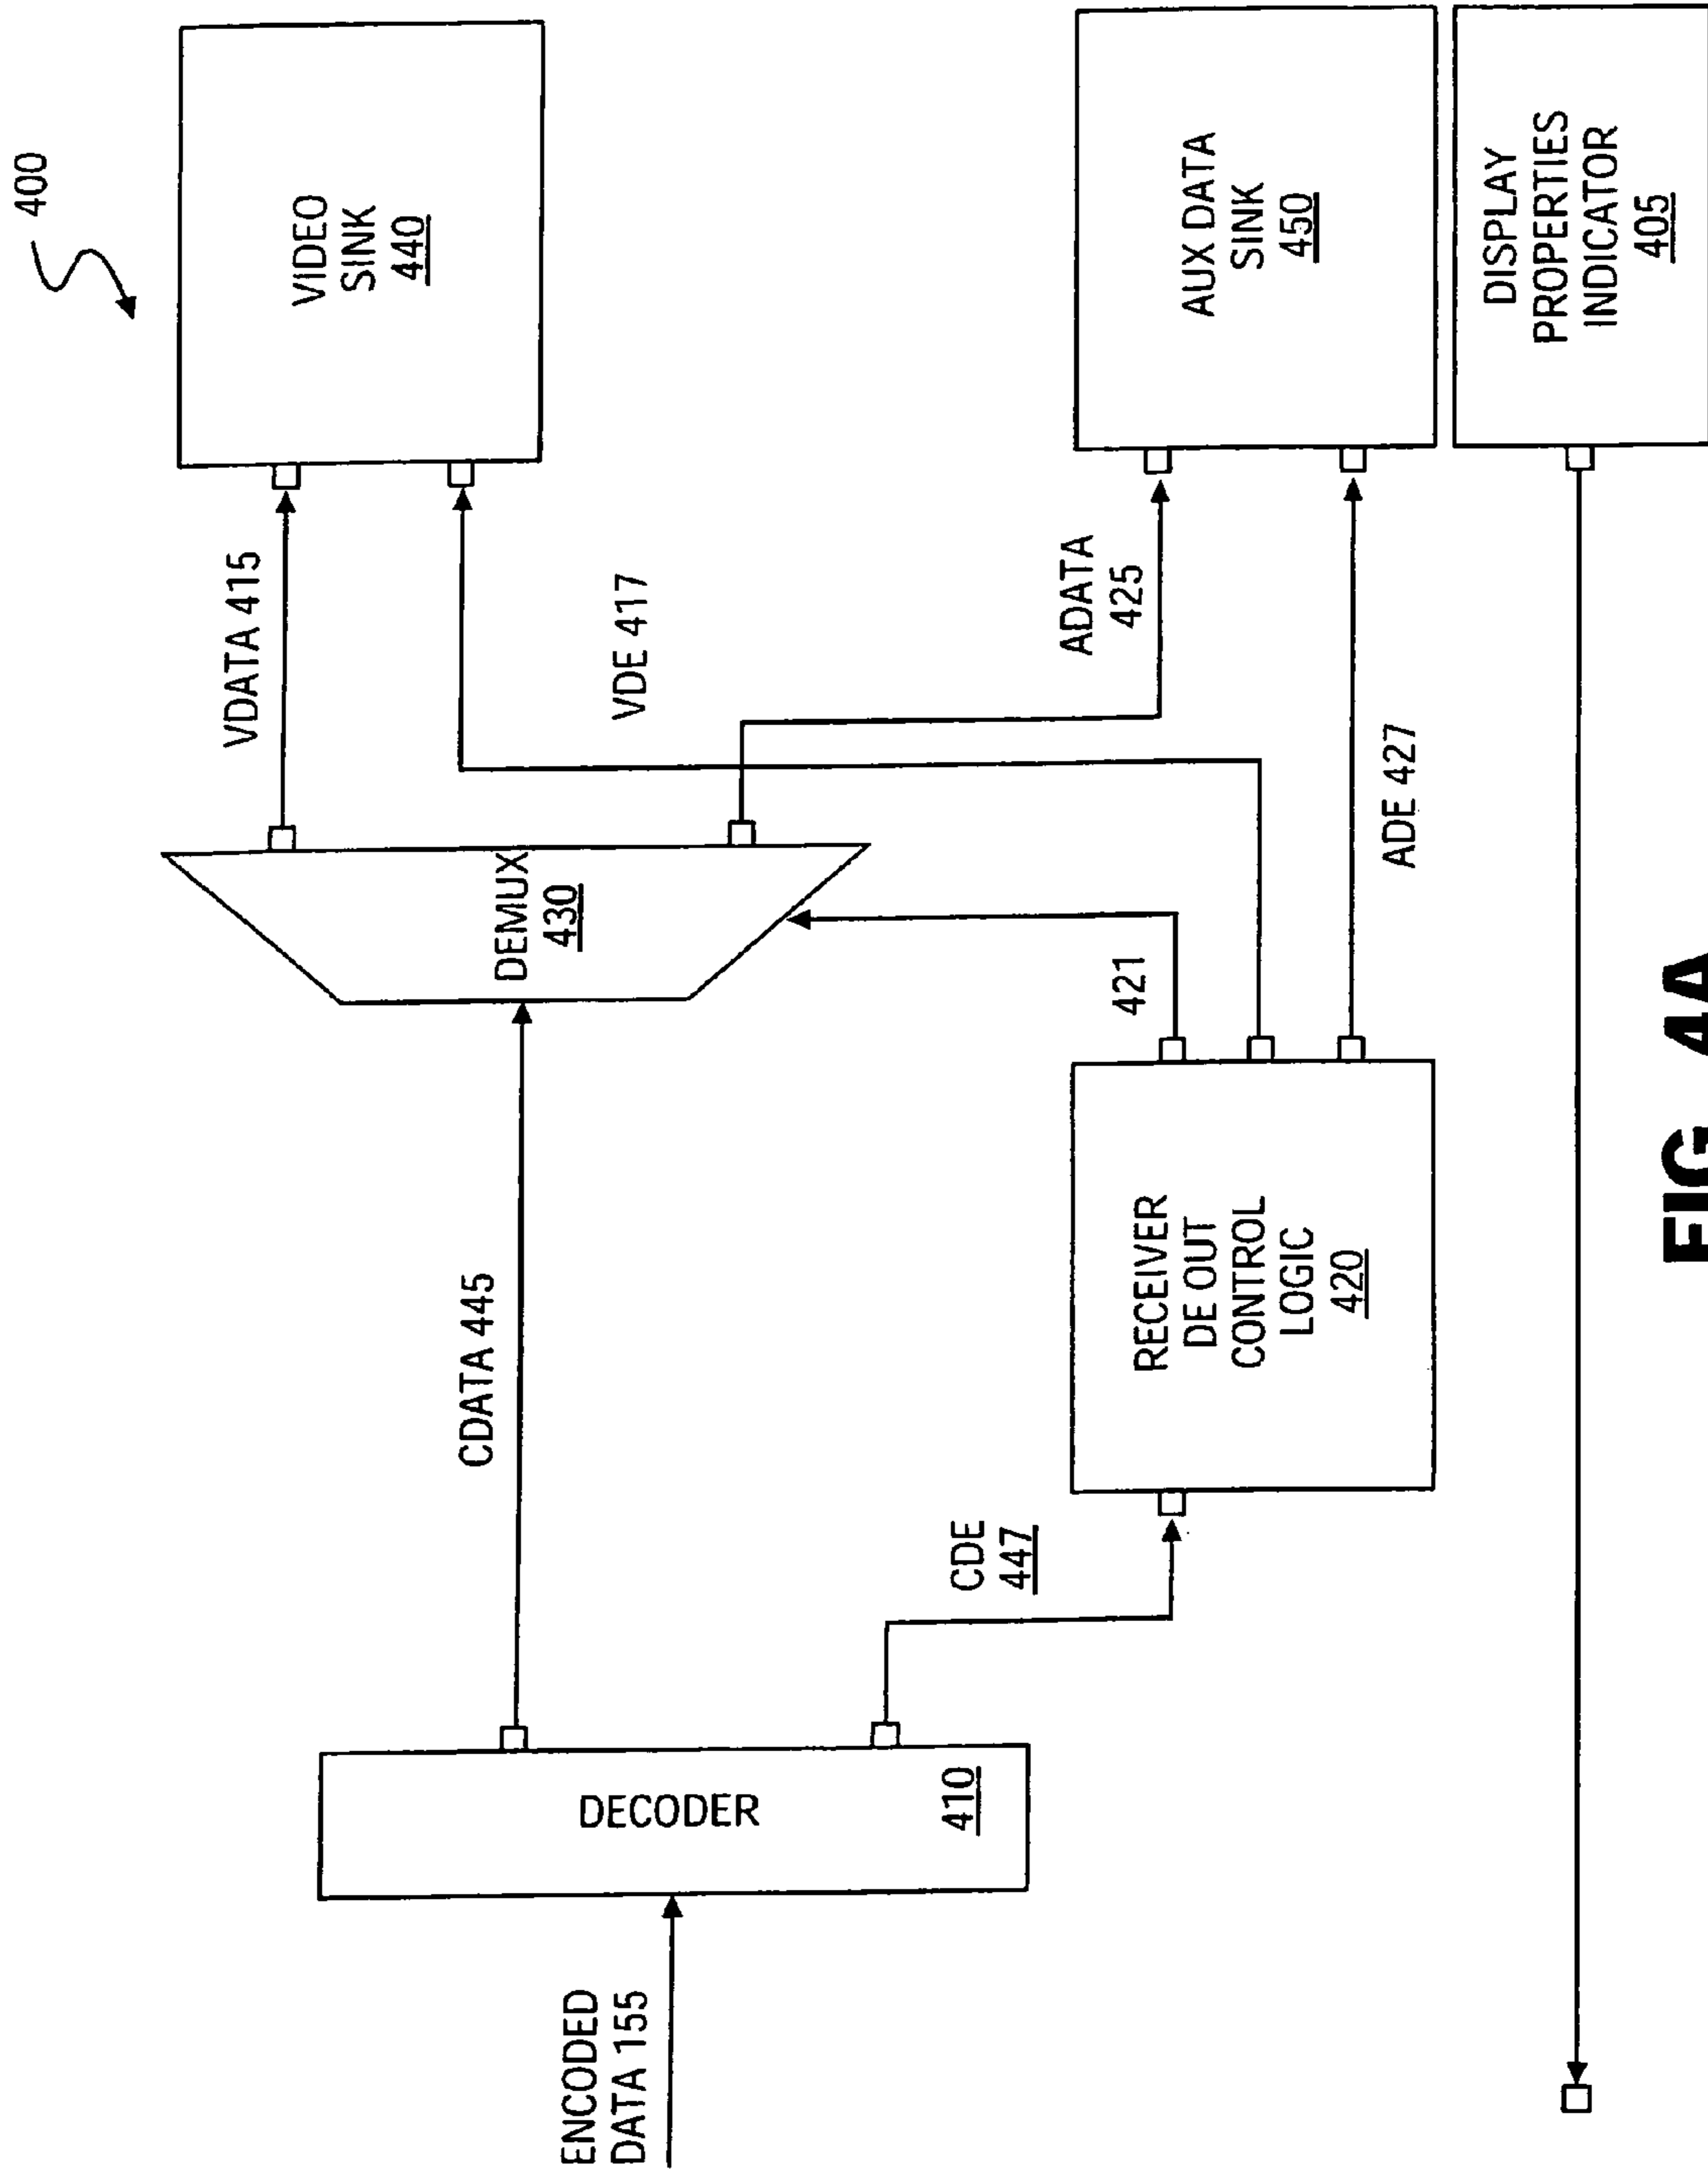 400
VIDEO
SINK
440
VDATA 415
VDE 417
DEMUX
430
CDATA 445
DECODER
410
ENCODED
DATA 155
CDE
447
RECEIVER
DE OUT
CONTROL
LOGIC
420
421
ADATA
425
ADE 427
AUX DATA
SINK
450
DISPLAY
PROPERTIES
INDICATOR
405
FIG. 4A